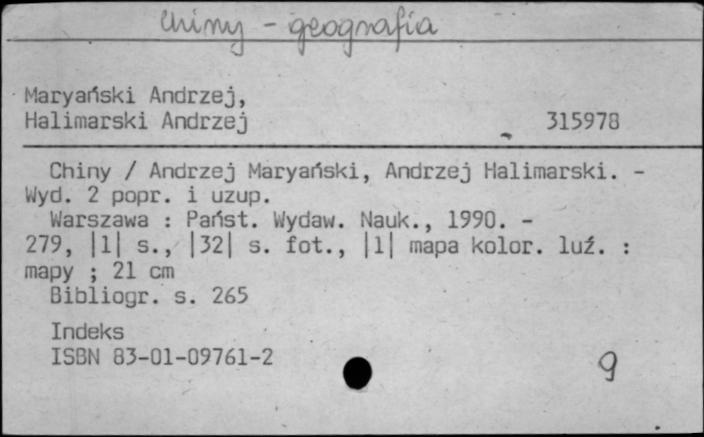 Chiny - geografia
Maryański Andrzej,
Halimarski Andrzej 315978
Chiny / Andrzej Maryański, Andrzej Halimarski. -
Wyd. 2 popr. i uzup.
Warszawa : Państ. Wydaw. Nauk., 1990. -
279, |1| s., |32| s. fot., |1| mapa kolor. luź. :
mapy ; 21 cm
Bibliogr. s. 265
Indeks
ISBN 83-01-09761-2
9